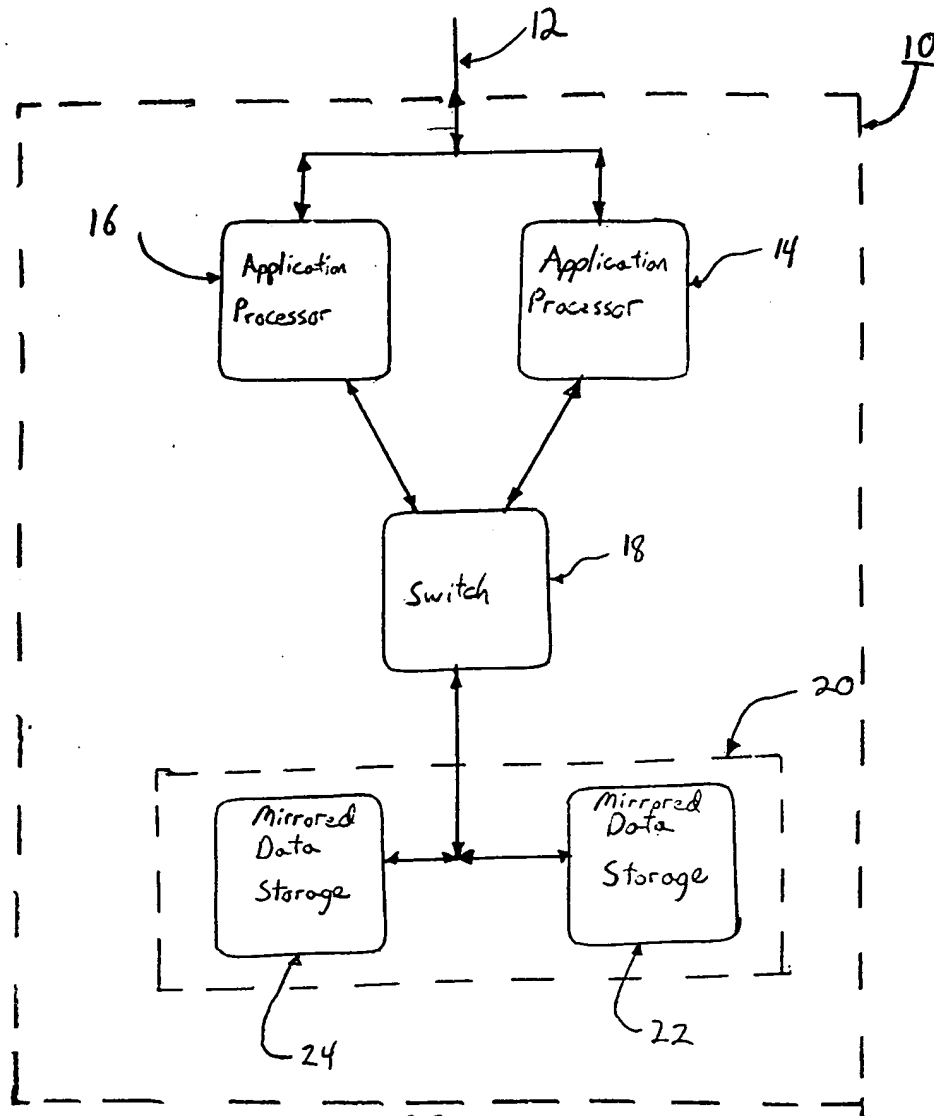 12
10
16
Application
Processor
Application
Processor
14
Switch
18
20
Mirrored
Data
Storage
Mirrored
Data
Storage
24
22